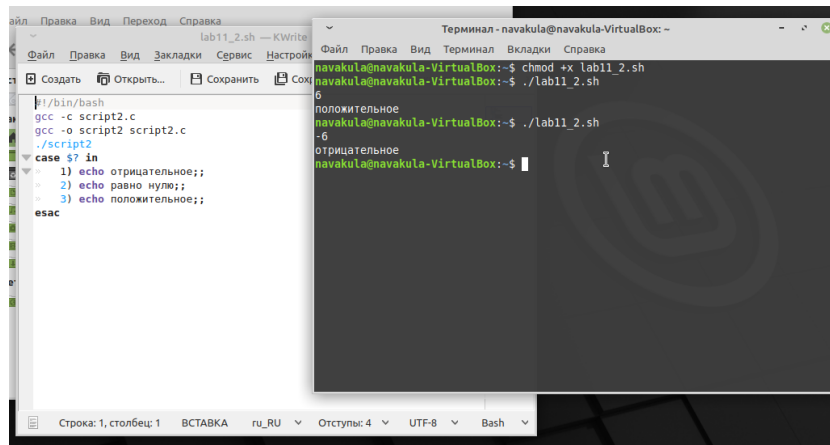 йл Правка Вид Переход Справка
lab11_2.sh — KWrite
Файл Правка Вид Закладки Сервис
Создать Открыть... Сохранить
#!/bin/bash
gcc -c script2.c
gcc -o script2 script2.c
./script2
case $? in
1) echo отрицательное;;
2) echo равно нулю;;
3) echo положительное;;
esac
Строка: 1, столбец: 1 ВСТАВКА ru_RU Отступы: 4 UTF-8 Bash
Терминал - navakula@navakula-VirtualBox: ~
Файл Правка Вид Терминал Вкладки Справка
navakula@navakula-VirtualBox:~$ chmod +x lab11_2.sh
navakula@navakula-VirtualBox:~$ ./lab11_2.sh
6
положительное
navakula@navakula-VirtualBox:~$ ./lab11_2.sh
-6
отрицательное
navakula@navakula-VirtualBox:~$